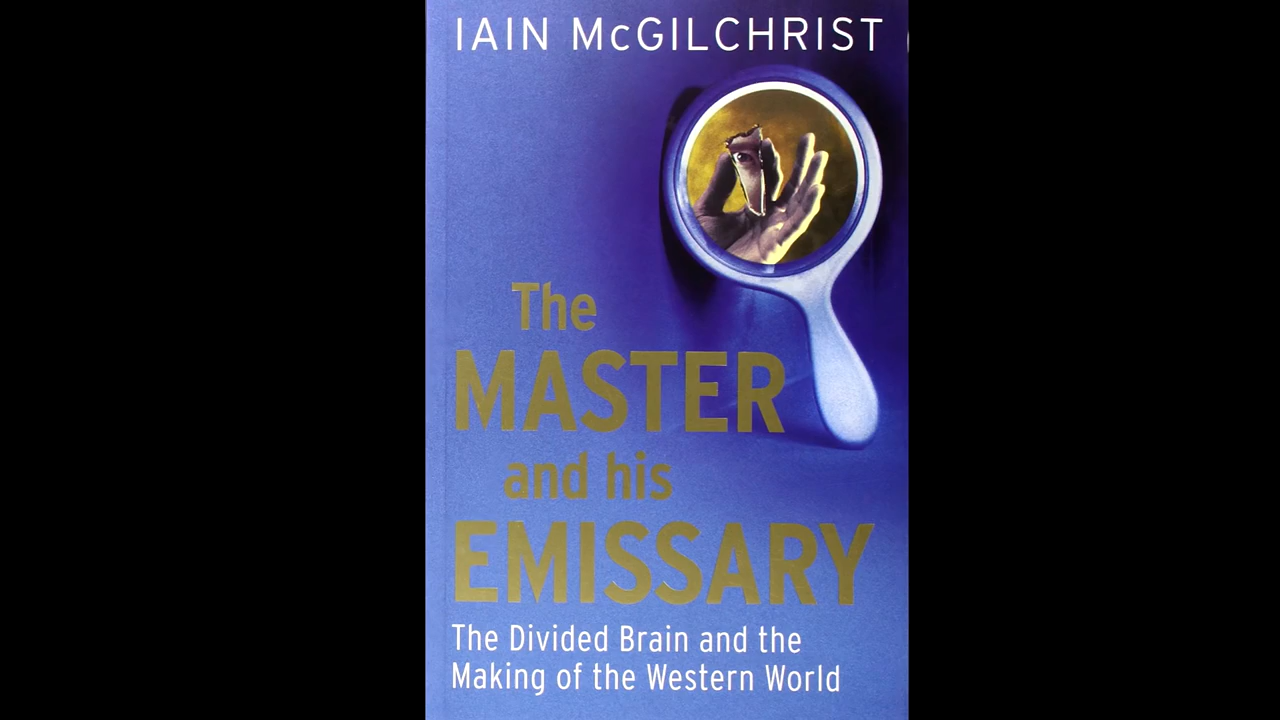 IAIN McGILCHRIST
The
MASTER
and his
EMISSARY
The Divided Brain and the
Making of the Western World